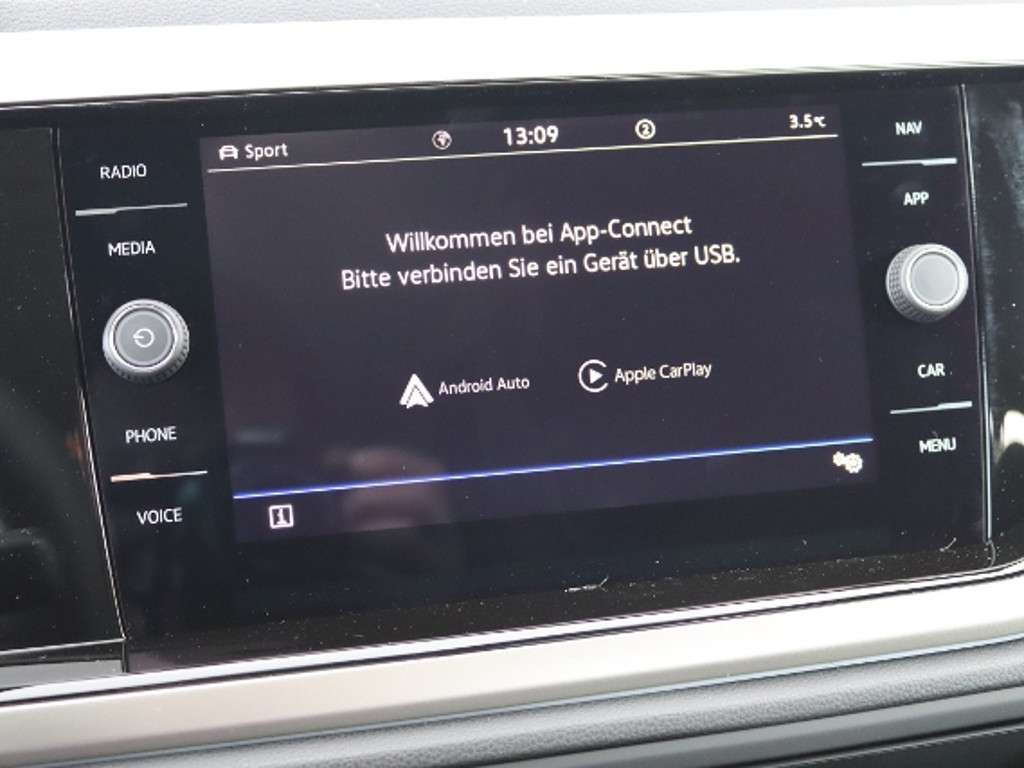 Sport 13:09 2 3.5°C
Willkommen bei App-Connect
Bitte verbinden Sie ein Gerät über USB.
Android Auto Apple CarPlay
RADIO
MEDIA
PHONE
VOICE
NAV
APP
CAR
MENU